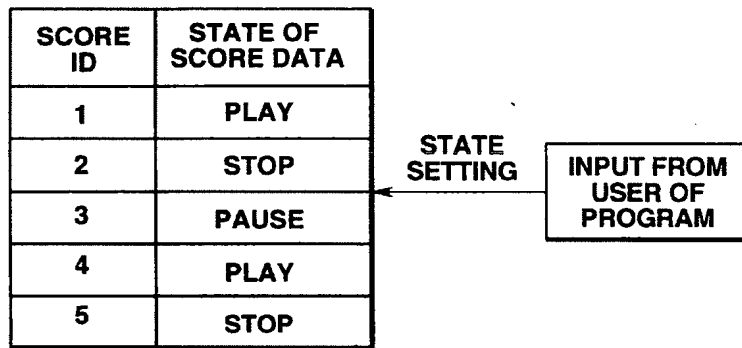 SCORE
ID
STATE OF
SCORE DATA
1
PLAY
2
STOP
3
PAUSE
4
PLAY
5
STOP
STATE
SETTING
INPUT FROM
USER OF
PROGRAM